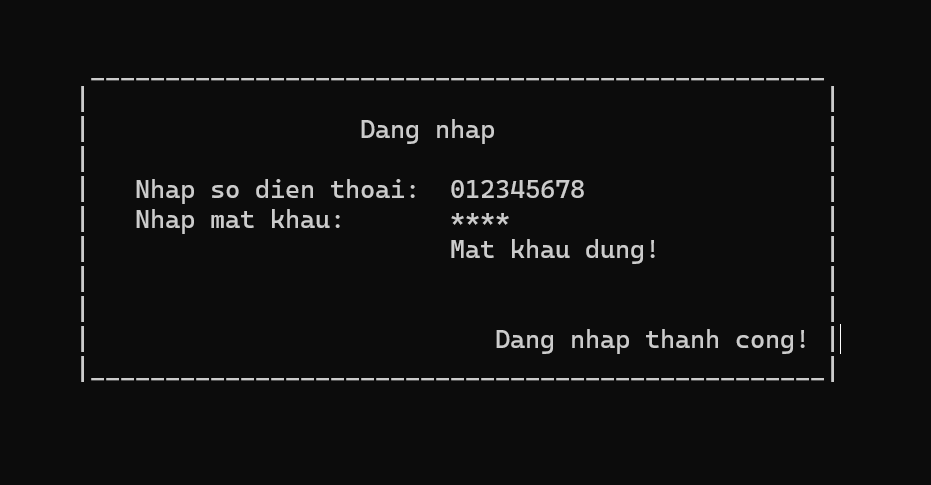 Dang nhap
Nhap so dien thoai: 012345678
Nhap mat khau: ****
Mat khau dung!
Dang nhap thanh cong!